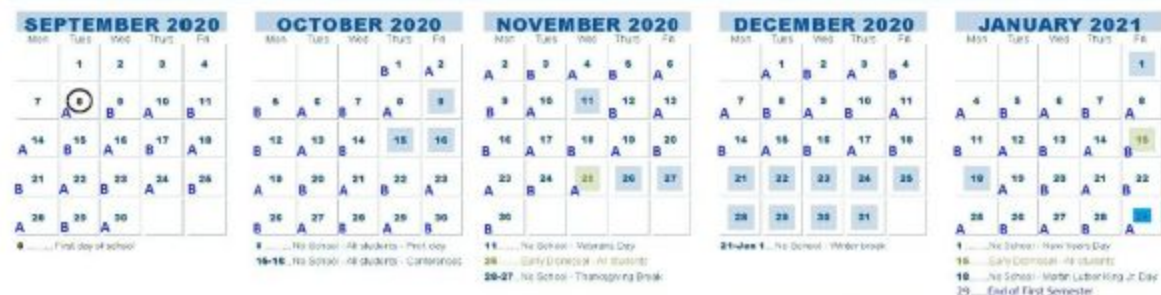 SEPTEMBER 2020 OCTOBER 2020 NOVEMBER 2020 DECEMBER 2020 JANUARY 2021
Mon Tues Wed Thurs Fri Mon Tues Wed Thurs Fri Mon Tues Wed Thurs Fri Mon Tues Wed Thurs Fri Mon Tues Wed Thurs Fri
1 2 3 4 B 1 A 2 A 2 B 3 A 4 B 5 A 6 A 1 B 2 A 3 B 4 1
7 A 8 B 9 A 10 B 11 B 5 A 6 B 7 A 8 9 B 9 A 10 11 B 12 A 13 A 7 B 8 A 9 B 10 A 11 A 4 B 5 A 6 B 7 A 8
A 14 B 15 A 16 B 17 A 18 B 12 A 13 B 14 15 16 B 16 A 17 B 18 A 19 B 20 B 14 A 15 B 16 A 17 B 18 B 11 A 12 B 13 A 14 B 15
B 21 A 22 B 23 A 24 B 25 A 19 B 20 A 21 B 22 A 23 A 23 B 24 A 25 26 27 21 22 23 24 25 18 A 19 B 20 A 21 B 22
A 28 B 29 A 30 B 26 A 27 B 28 A 29 B 30 B 30 28 29 30 31 A 25 B 26 A 27 B 28 A
First day of school
No School - All students - Prof. day
No School - All students - Conferences
11 No School - Veterans Day
Early Dismissal - All students
No School - Thanksgiving Break
21-Jan 1 No School - Winter break
1 No School - New Years Day
15 Early Dismissal - All students
18 No School - Martin Luther King Jr. Day
29 End of First Semester